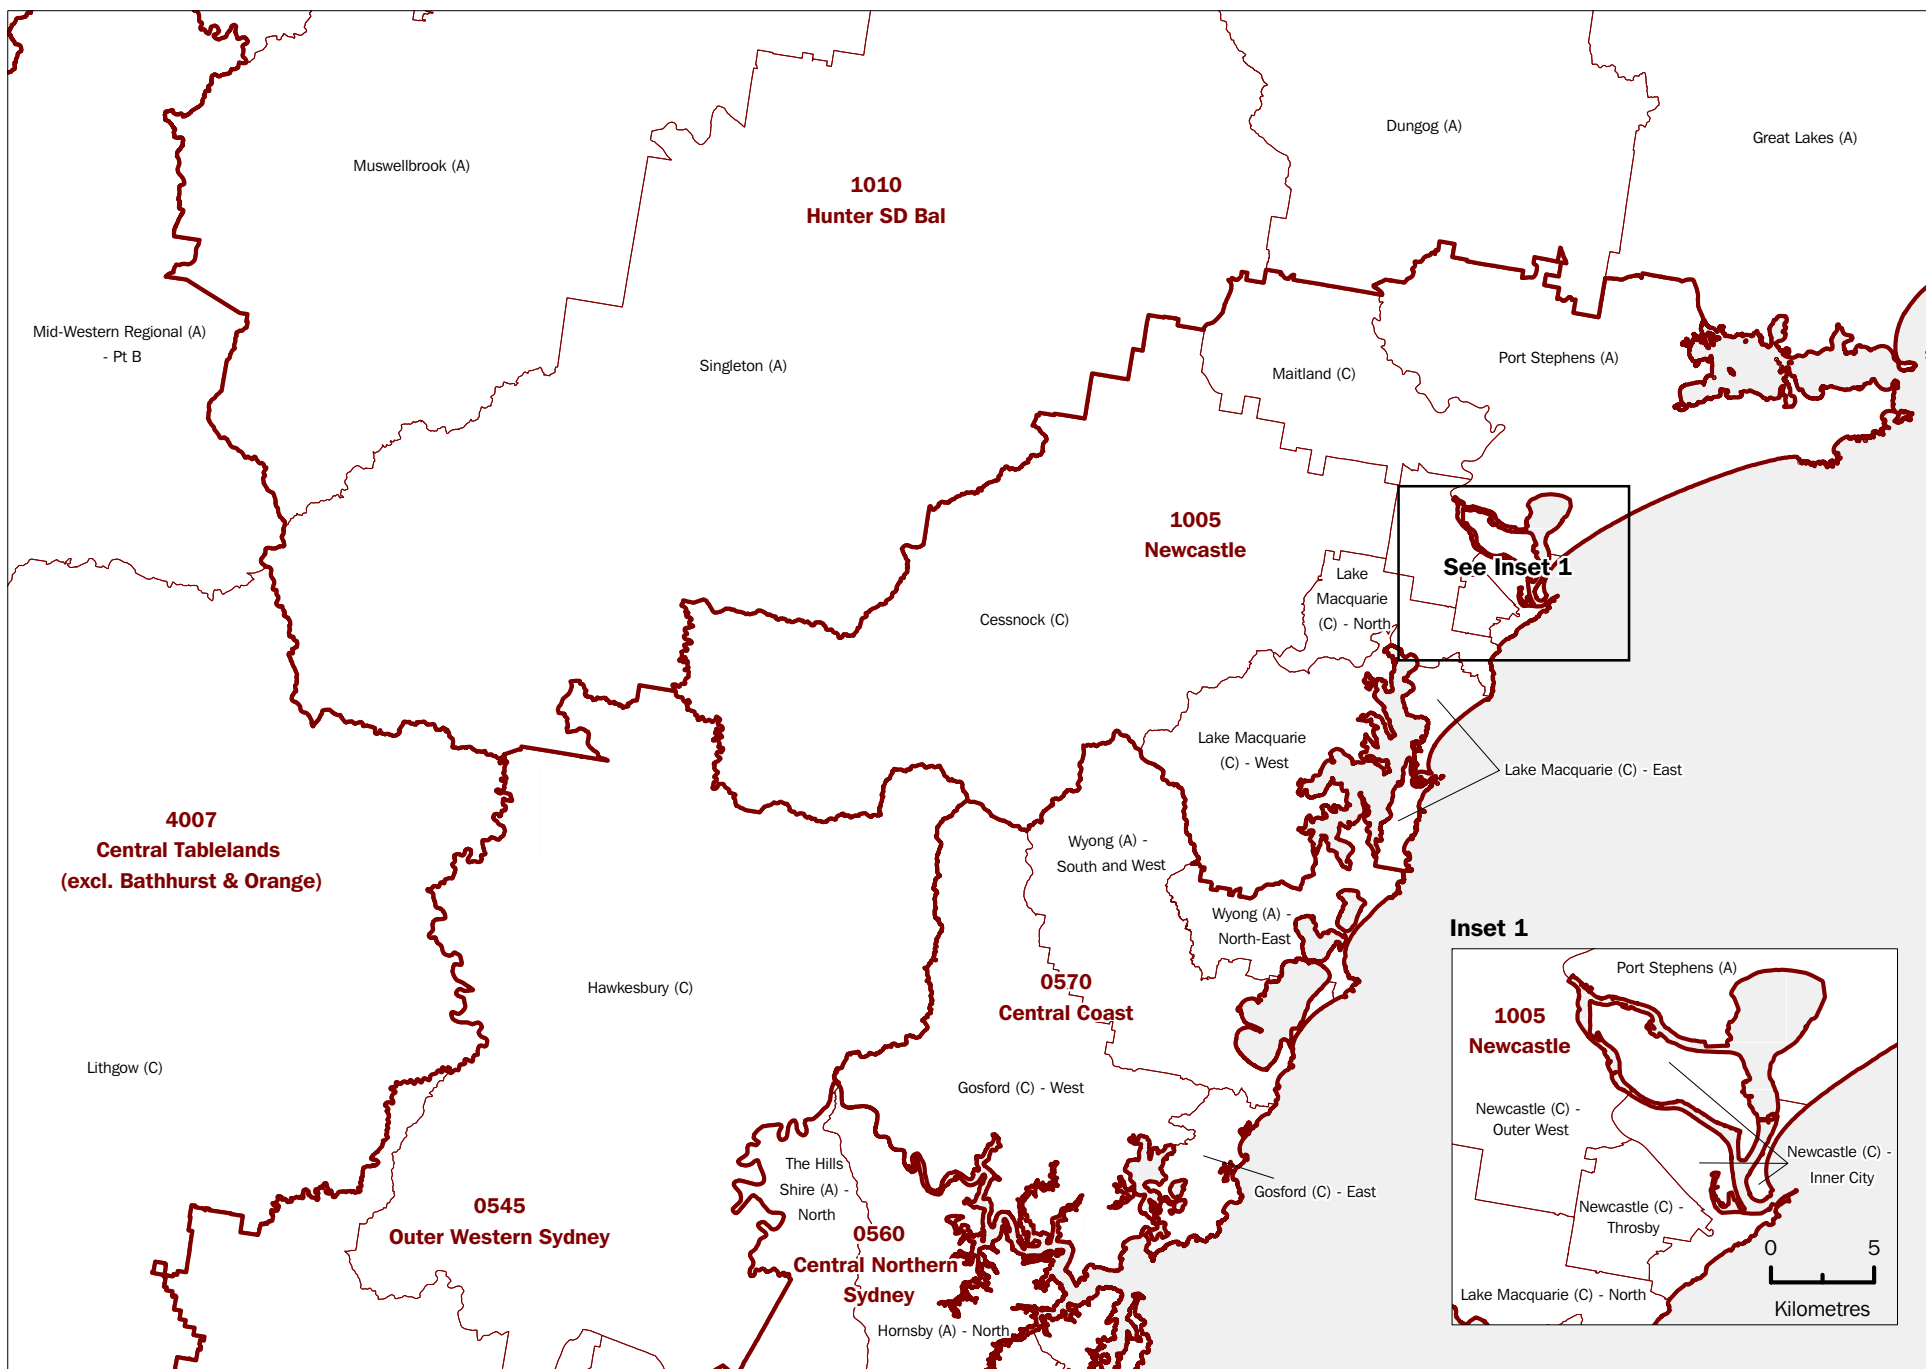 Dungog (A)
Great Lakes (A)
Muswellbrook (A)
1010
Hunter SD Bal
Mid-Western Regional (A)
- Pt B
Singleton (A)
Maitland (C)
Port Stephens (A)
1005
Newcastle
See Inset 1
Lake
Macquarie
(C) - North
Cessnock (C)
Lake Macquarie
(C) - West
Lake Macquarie (C) - East
4007
Central Tablelands
(excl. Bathhurst & Orange)
Wyong (A) -
South and West
Wyong (A) -
North-East
Hawkesbury (C)
0570
Central Coast
Lithgow (C)
Gosford (C) - West
The Hills
Shire (A) -
North
Gosford (C) - East
0545
Outer Western Sydney
0560
Central Northern
Sydney
Hornsby (A) - North
Inset 1
Port Stephens (A)
1005
Newcastle
Newcastle (C) -
Outer West
Newcastle (C) -
Inner City
Newcastle (C) -
Throsby
0 5
Kilometres
Lake Macquarie (C) - North